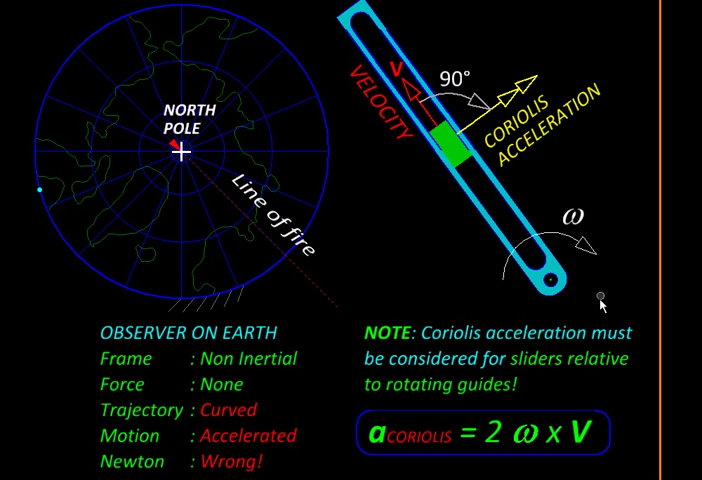 NORTH
POLE
Line of fire
V
VELOCITY
90°
CORIOLIS
ACCELERATION
ω
OBSERVER ON EARTH
Frame : Non Inertial
Force : None
Trajectory : Curved
Motion : Accelerated
Newton : Wrong!
NOTE: Coriolis acceleration must
be considered for sliders relative
to rotating guides!
aCORIOLIS = 2 ω x V